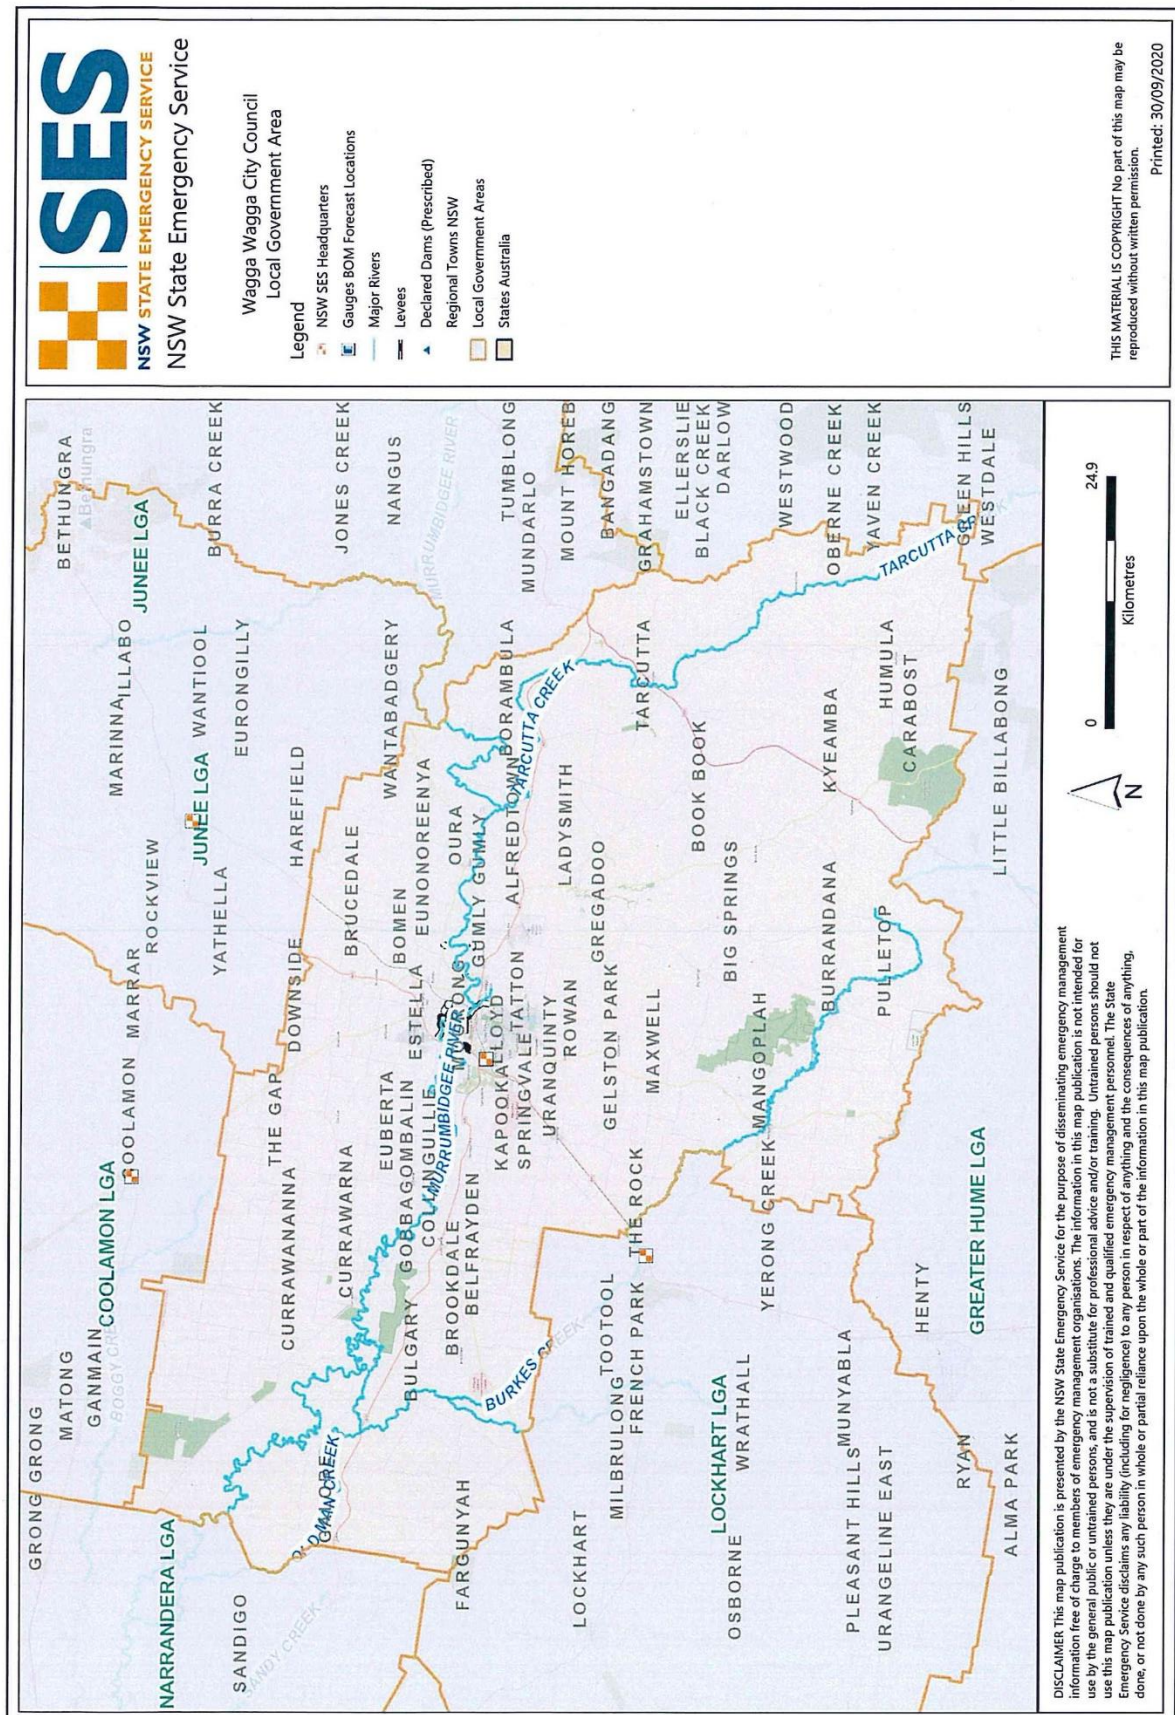 SES
NSW STATE EMERGENCY SERVICE
NSW State Emergency Service
Wagga Wagga City Council
Local Government Area
Legend
NSW SES Headquarters
Gauges BOM Forecast Locations
Major Rivers
Levees
Declared Dams (Prescribed)
Regional Towns NSW
Local Government Areas
States Australia
THIS MATERIAL IS COPYRIGHT No part of this map may be
reproduced without written permission.
Printed: 30/09/2020
GRONG GRONG
MATONG
GANMAIN
BOGGY
COOLAMON LGA
COOLAMON
MARRAR
ROCKVIEW
MARINNA
ILLABO
BETHUNGRA
Bethungra
JUNEE LGA
NARRANDERA LGA
JUNEE LGA
WANTIOOL
BURRA CREEK
SANDIGO
YATHELLA
EURONGILLY
SANDY CREEK
CURRAWANANNA
THE GAP
DOWNSIDE
HAREFIELD
OLD MAN CREEK
CURRAWARNA
BRUCEDALE
JONES CREEK
EUBERTA
BOMEN
WANTABADGERY
NANGUS
BULGARY
GOBBAGOMBALIN
ESTELLA
EUNONOREENYA
COLLINGULLIE
MURRUMBIDGEE RIVER
MURRUMBIDGEE RIVER
FARGUNYAH
BROOKDALE
BELFRAYDEN
OURA
GUMLY GUMLY
BURKES CREEK
KAPOOKA
LLOYD
ALFREDTOWN
BORAMBULA
TUMBLONG
SPRINGVALE
TATTON
TARCUTTA CREEK
MUNDARLO
URANQUINTY
ROWAN
LADYSMITH
MOUNT HOREB
LOCKHART
TOOTOOL
GELSTON PARK
GREGADOO
BANGADANG
MILBRULONG
FRENCH PARK
THE ROCK
MAXWELL
TARCUTTA
GRAHAMSTOWN
ELLERSLIE
BOOK BOOK
BLACK CREEK
LOCKHART LGA
BIG SPRINGS
DARLOW
OSBORNE
WRATHALL
YERONG CREEK
MANGOPLAH
WESTWOOD
BURRANDANA
KYEAMBA
OBERNE CREEK
PLEASANT HILLS
MUNYABLA
YAVEN CREEK
URANGELINE EAST
PULLETOP
HUMULA
TARCUTTA
HENTY
CARABOST
GREEN HILLS
RYAN
GREATER HUME LGA
WESTDALE
ALMA PARK
LITTLE BILLABONG
DISCLAIMER This map publication is presented by the NSW State Emergency Service for the purpose of disseminating emergency management
information free of charge to members of emergency management organisations. The information in this map publication is not intended for
use by the general public or untrained persons, and is not a substitute for professional advice and/or training. Untrained persons should not
use this map publication unless they are under the supervision of trained and qualified emergency management personnel. The State
Emergency Service disclaims any liability (including for negligence) to any person in respect of anything and the consequences of anything,
done, or not done by any such person in whole or partial reliance upon the whole or part of the information in this map publication.
N
0
24.9
Kilometres